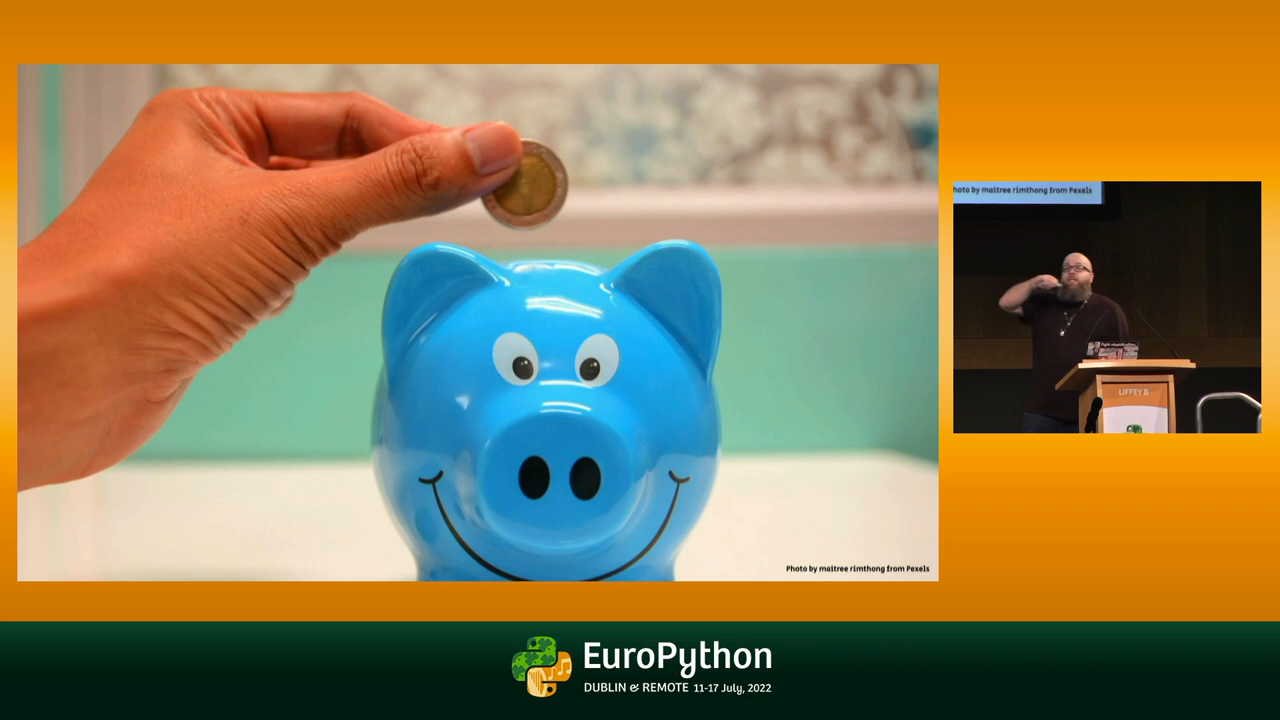 Photo by maitree rimthong from Pexels
hoto by maitree rimthong from Pexels
LIFFEY B
EuroPython
DUBLIN & REMOTE 11-17 July, 2022